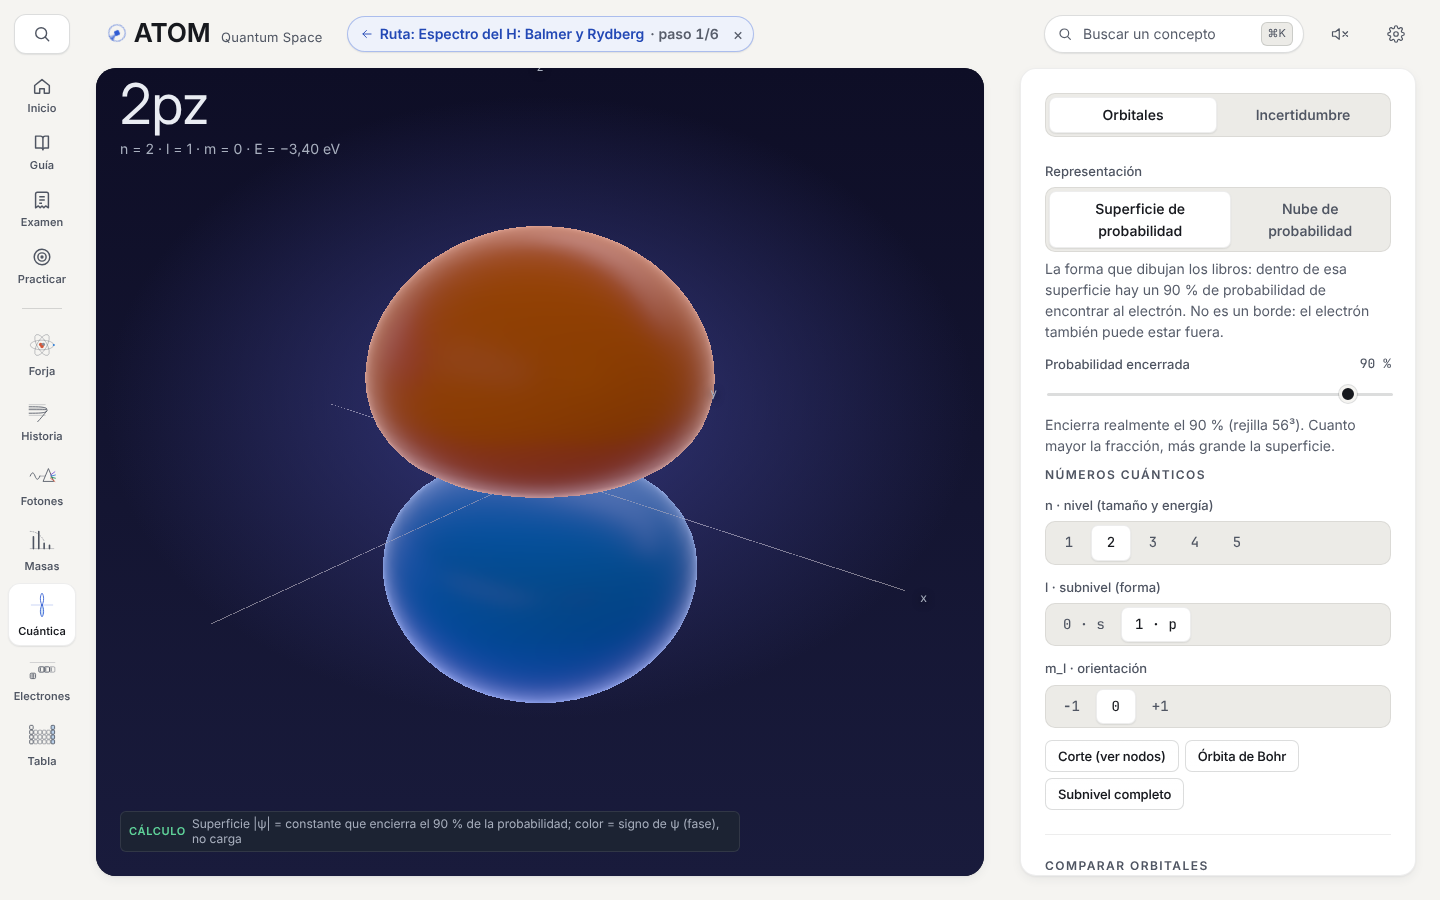 ATOM Quantum Space
← Ruta: Espectro del H: Balmer y Rydberg · paso 1/6 ×
Buscar un concepto ⌘K
Inicio
Guía
Examen
Practicar
Forja
Historia
Fotones
Masas
Cuántica
Electrones
Tabla
z
2pz
n = 2 · l = 1 · m = 0 · E = −3,40 eV
y
x
CÁLCULO Superficie |ψ| = constante que encierra el 90 % de la probabilidad; color = signo de ψ (fase),
no carga
Orbitales Incertidumbre
Representación
Superficie de probabilidad
Nube de probabilidad
La forma que dibujan los libros: dentro de esa
superficie hay un 90 % de probabilidad de
encontrar al electrón. No es un borde: el electrón
también puede estar fuera.
Probabilidad encerrada 90 %
Encierra realmente el 90 % (rejilla 56³). Cuanto
mayor la fracción, más grande la superficie.
NÚMEROS CUÁNTICOS
n · nivel (tamaño y energía)
1 2 3 4 5
l · subnivel (forma)
0 · s 1 · p
m_l · orientación
-1 0 +1
Corte (ver nodos) Órbita de Bohr
Subnivel completo
COMPARAR ORBITALES